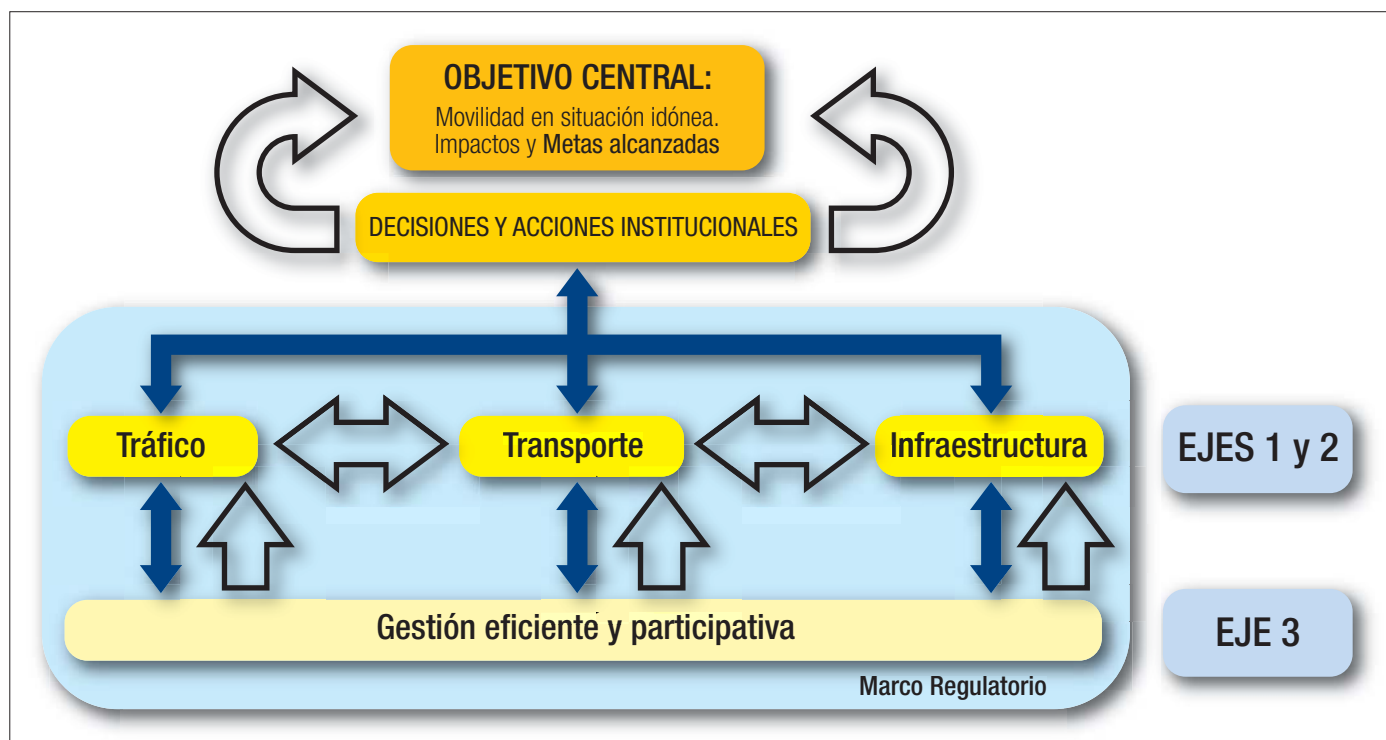 OBJETIVO CENTRAL:
Movilidad en situación idónea.
Impactos y Metas alcanzadas
DECISIONES Y ACCIONES INSTITUCIONALES
Tráfico
Transporte
Infraestructura
EJES 1 y 2
Gestión eficiente y participativa
EJE 3
Marco Regulatorio